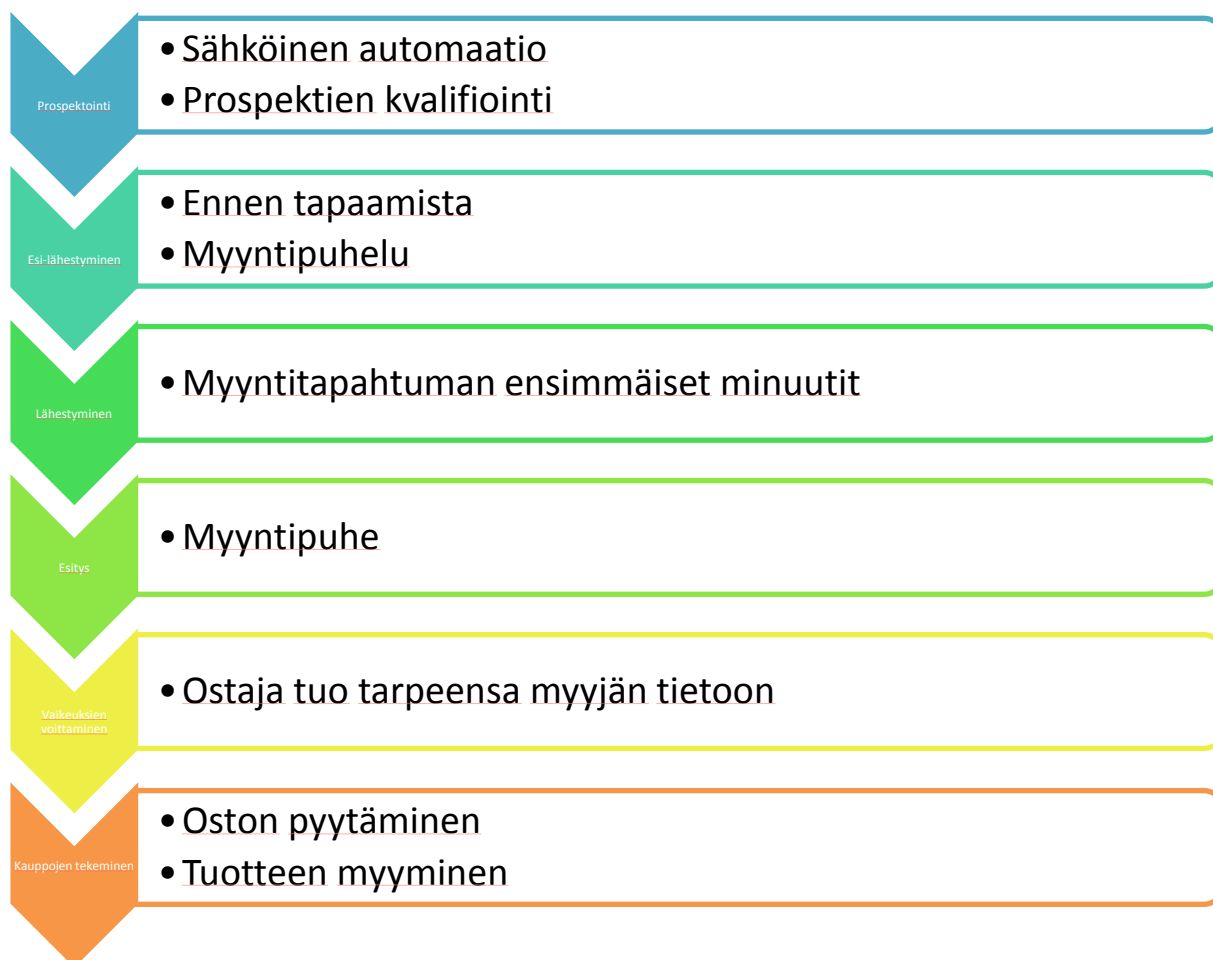 Prospektointi
• Sähköinen automaatio
• Prospektien kvalifiointi
Esi-lähestyminen
• Ennen tapaamista
• Myyntipuhelu
Lähestyminen
• Myyntitapahtuman ensimmäiset minuutit
Esitys
• Myyntipuhe
Vaikeuksien
voittaminen
• Ostaja tuo tarpeensa myyjän tietoon
Kauppojen tekeminen
• Oston pyytäminen
• Tuotteen myyminen